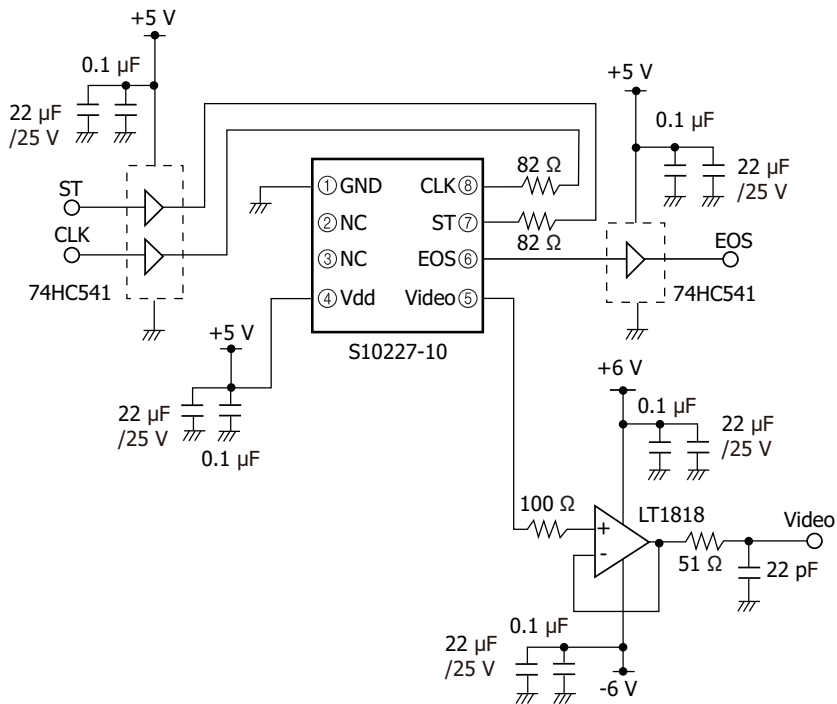 +5 V
0.1 µF
22 µF
/25 V
ST
CLK
74HC541
①GND
②NC
③NC
④Vdd
CLK⑧
ST⑦
EOS⑥
Video⑤
S10227-10
82 Ω
82 Ω
+5 V
0.1 µF
22 µF
/25 V
EOS
74HC541
+5 V
22 µF
/25 V
0.1 µF
+6 V
0.1 µF
22 µF
/25 V
100 Ω
+
-
LT1818
51 Ω
Video
22 pF
0.1 µF
22 µF
/25 V
-6 V